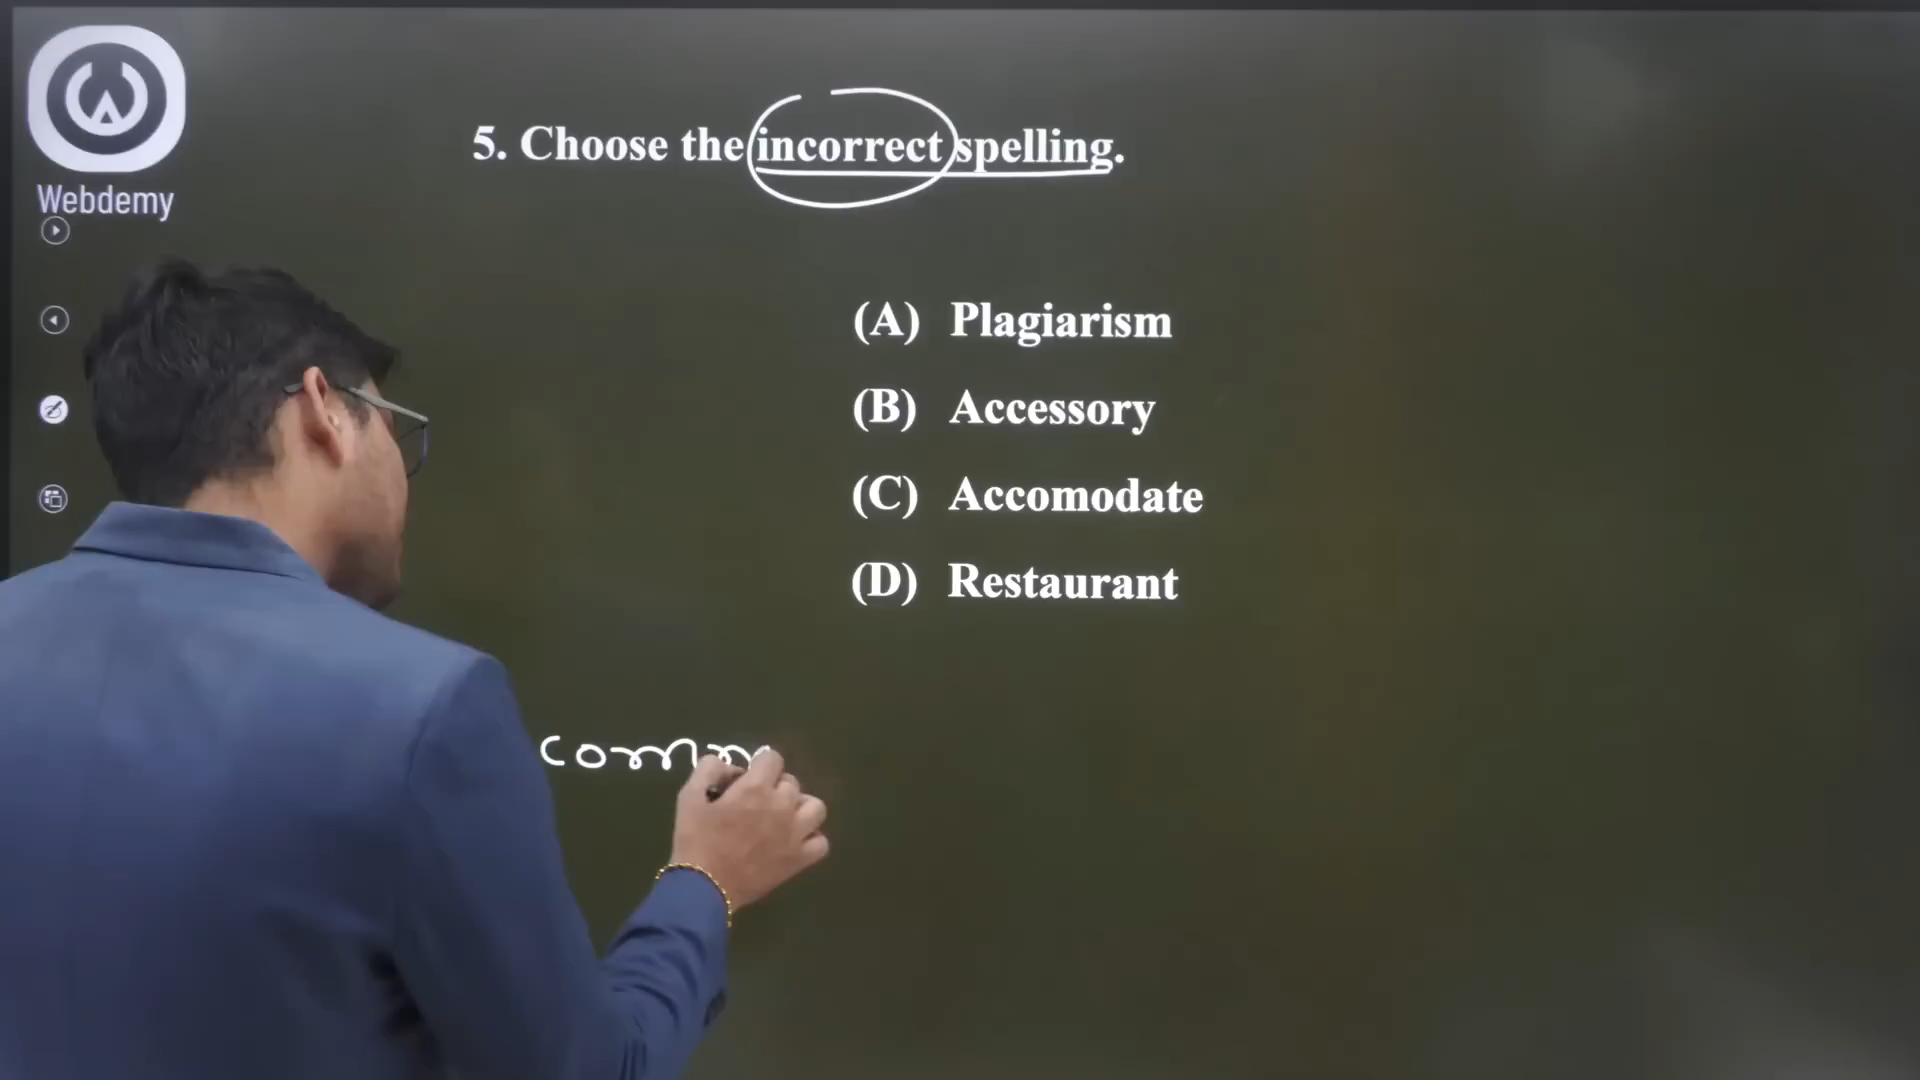 Webdemy
5. Choose the incorrect spelling.
(A) Plagiarism
(B) Accessory
(C) Accomodate
(D) Restaurant
comm